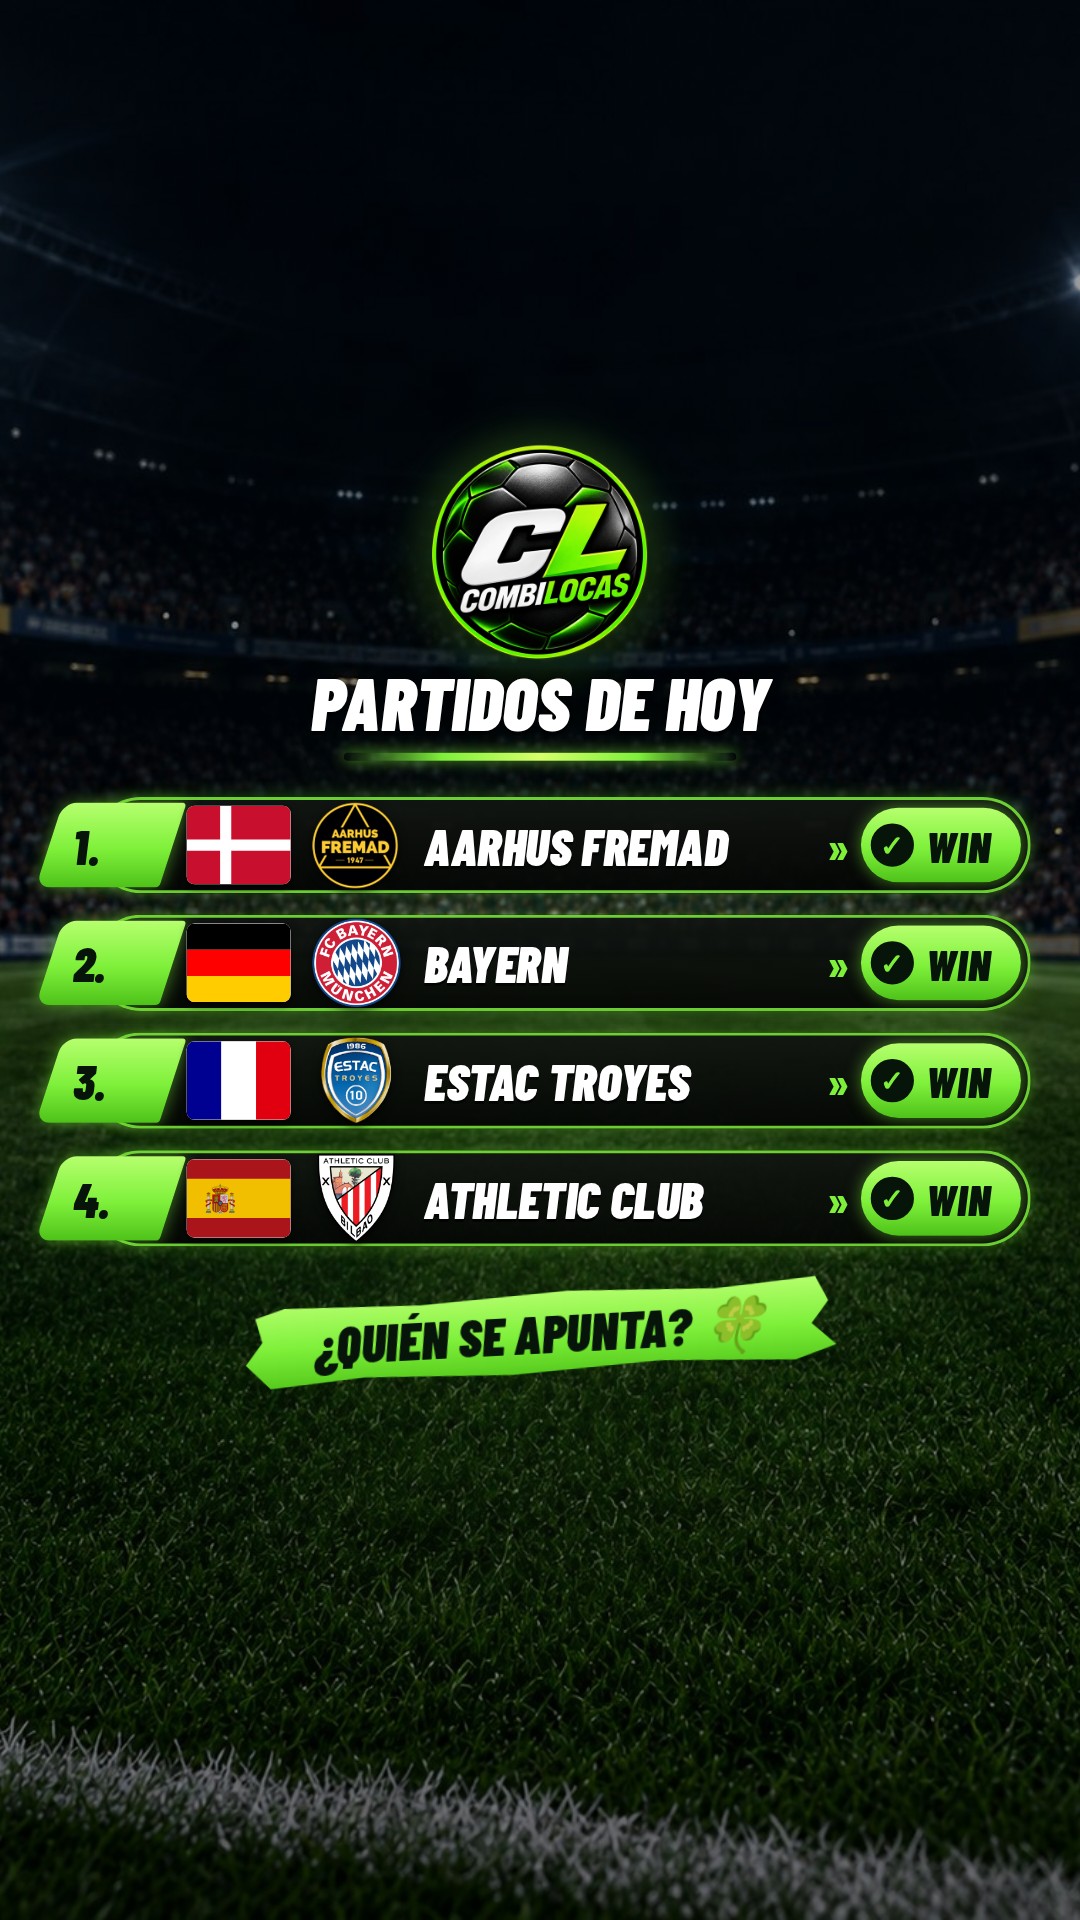 CL
COMBILOCAS
PARTIDOS DE HOY
1. AARHUS FREMAD 1947 AARHUS FREMAD » ✓ WIN
2. FC BAYERN MÜNCHEN BAYERN » ✓ WIN
3. 1986 ESTAC TROYES 10 ESTAC TROYES » ✓ WIN
4. ATHLETIC CLUB BILBAO ATHLETIC CLUB » ✓ WIN
¿QUIÉN SE APUNTA? 🍀